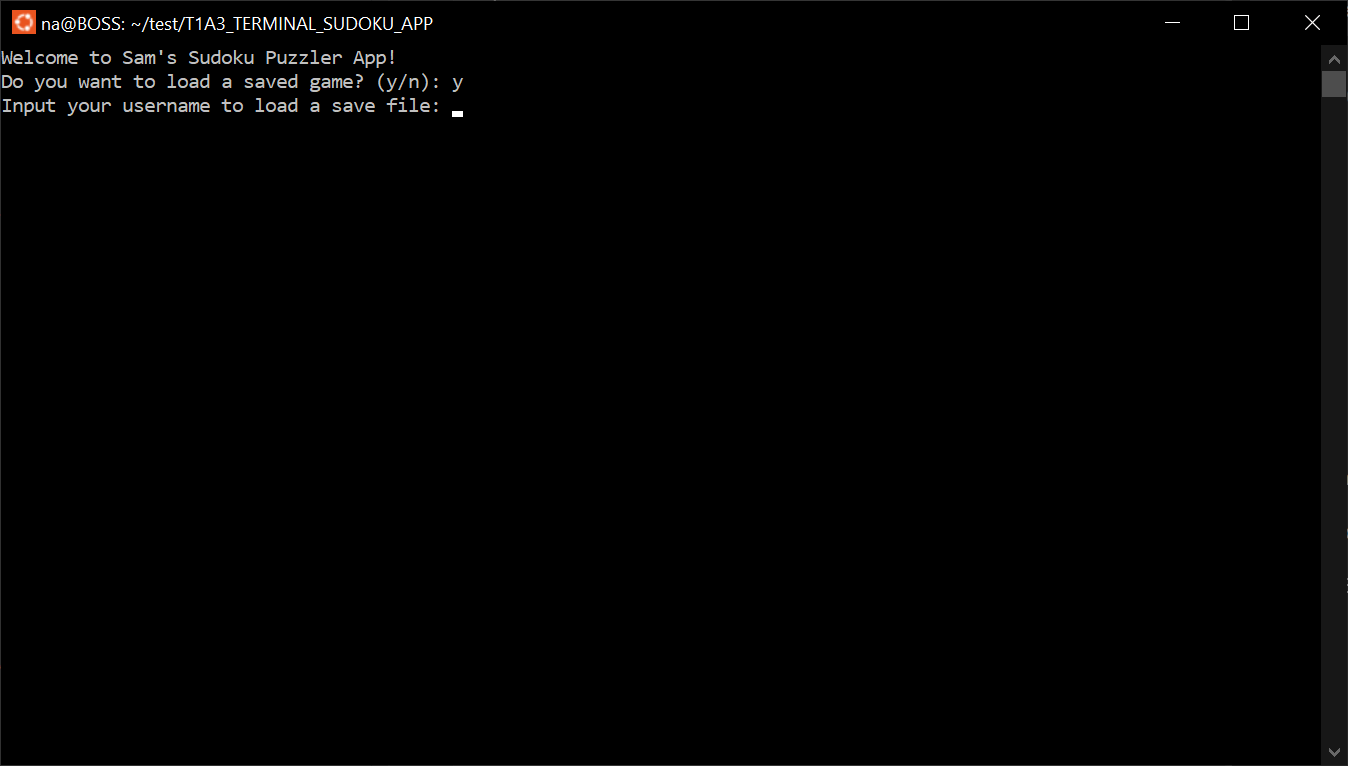 na@BOSS: ~/test/T1A3_TERMINAL_SUDOKU_APP
Welcome to Sam's Sudoku Puzzler App!
Do you want to load a saved game? (y/n): y
Input your username to load a save file: